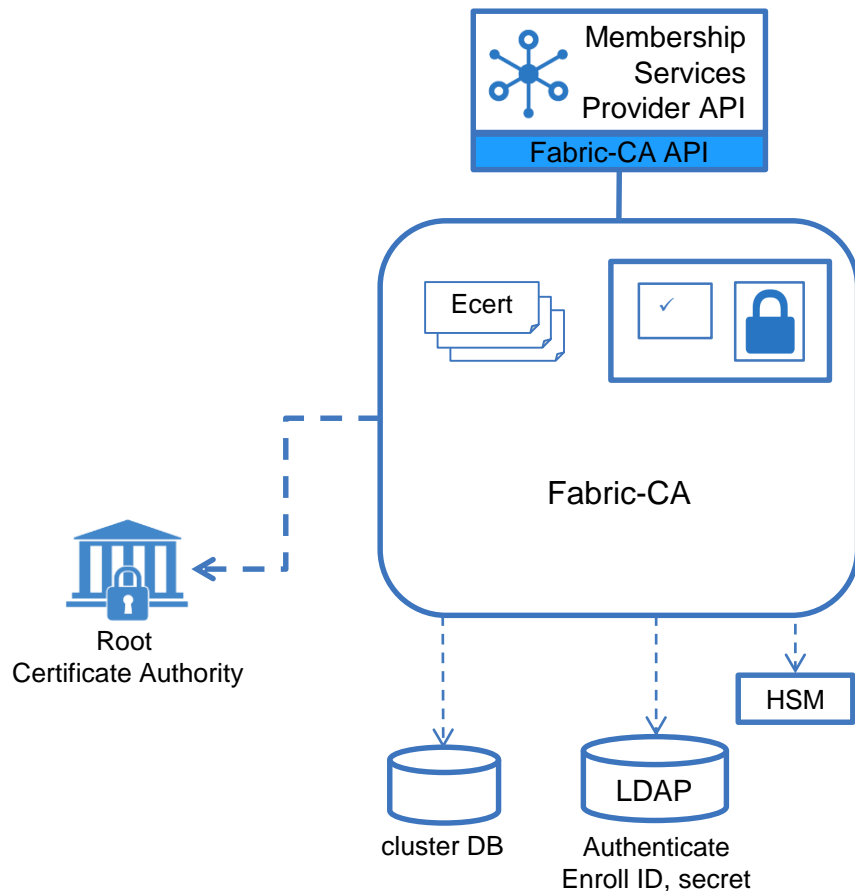 Membership
Services
Provider API
Fabric-CA API
Ecert
✓
Fabric-CA
Root
Certificate Authority
HSM
LDAP
cluster DB
Authenticate
Enroll ID, secret